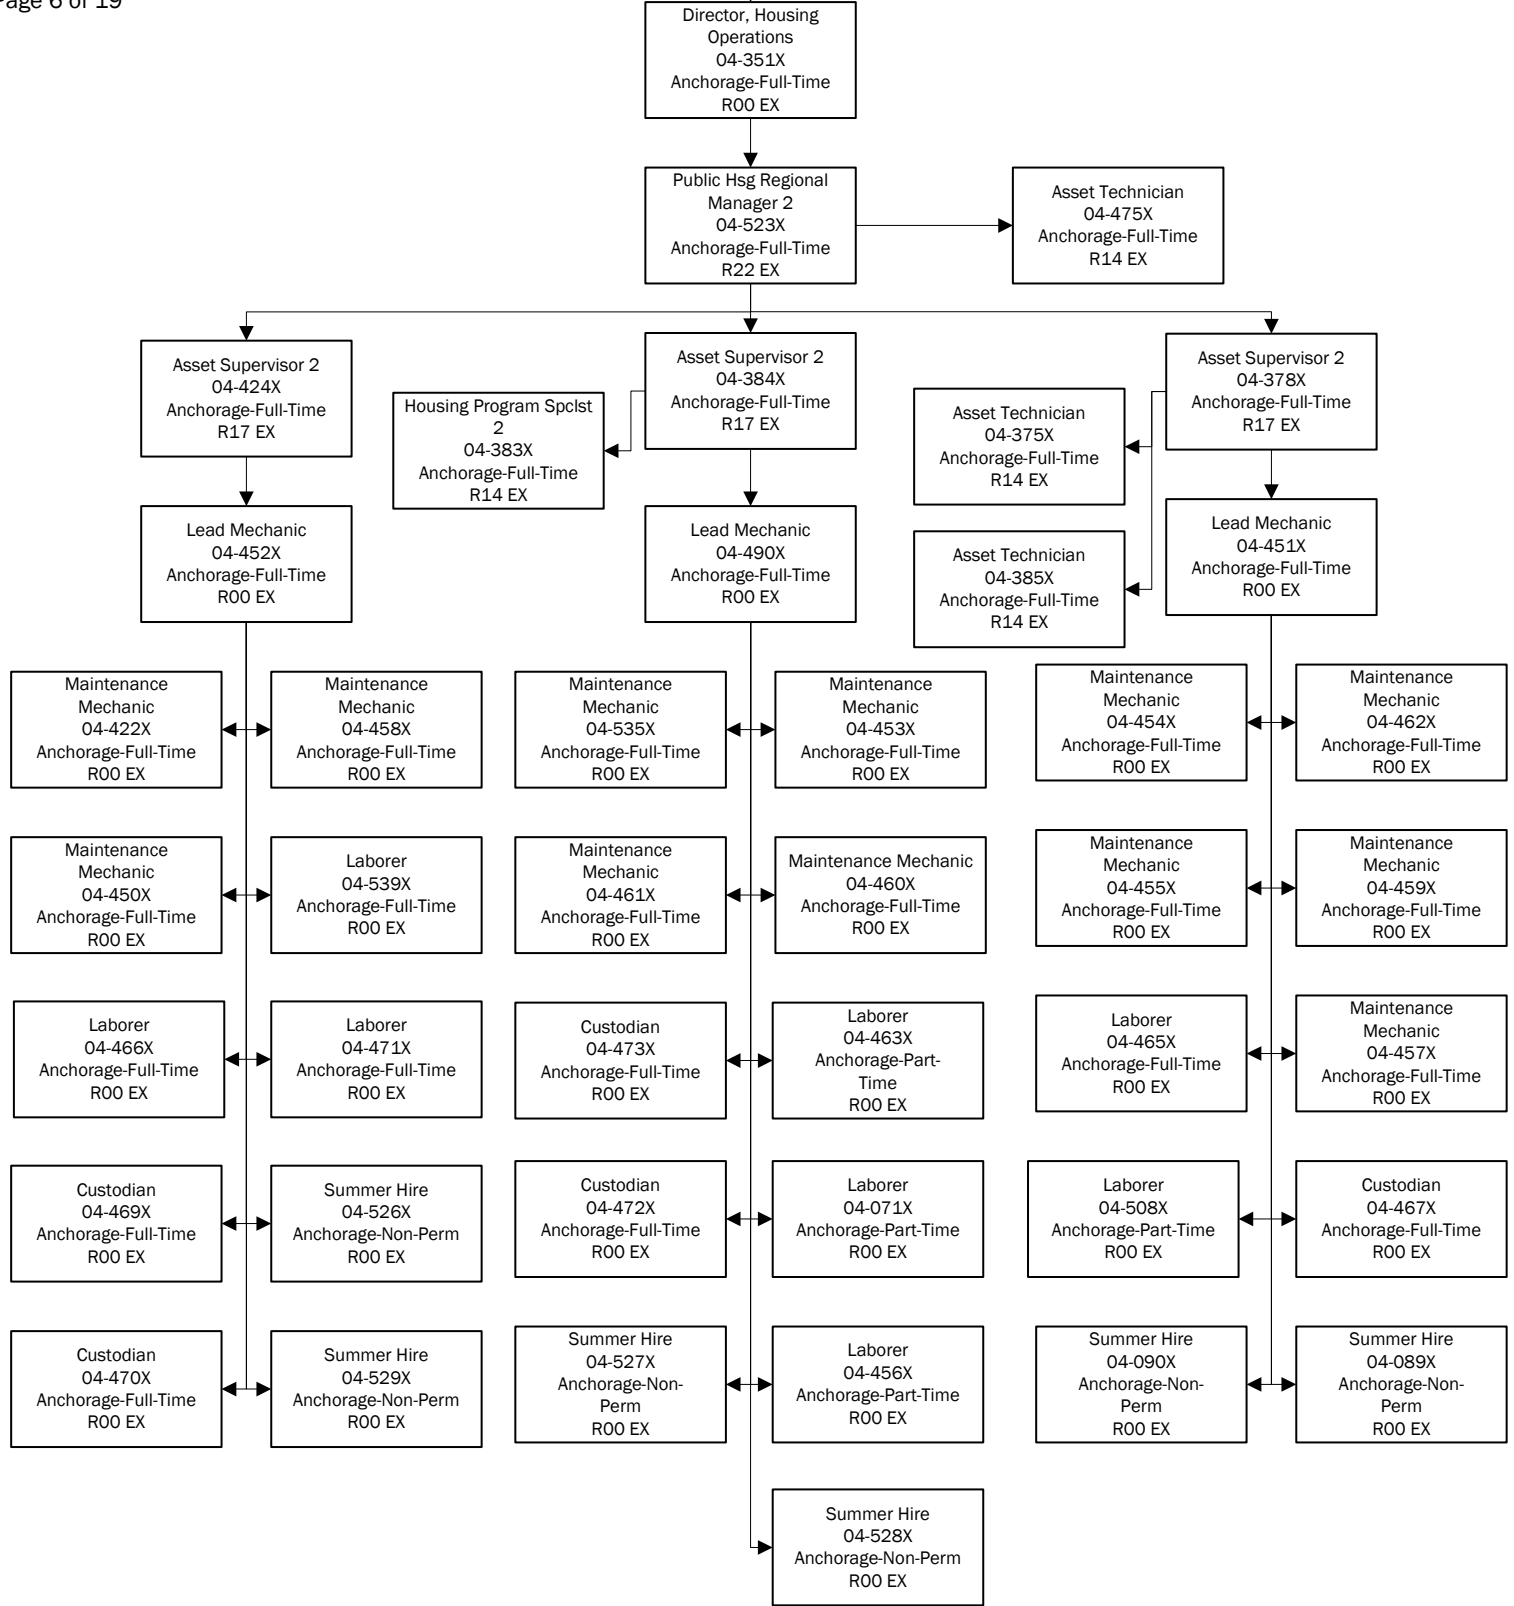 Page 6 of 19
Director, Housing
Operations
04-351X
Anchorage-Full-Time
R00 EX
Public Hsg Regional
Manager 2
04-523X
Anchorage-Full-Time
R22 EX
Asset Technician
04-475X
Anchorage-Full-Time
R14 EX
Asset Supervisor 2
04-424X
Anchorage-Full-Time
R17 EX
Housing Program Spclst
2
04-383X
Anchorage-Full-Time
R14 EX
Asset Supervisor 2
04-384X
Anchorage-Full-Time
R17 EX
Asset Technician
04-375X
Anchorage-Full-Time
R14 EX
Asset Supervisor 2
04-378X
Anchorage-Full-Time
R17 EX
Lead Mechanic
04-452X
Anchorage-Full-Time
R00 EX
Lead Mechanic
04-490X
Anchorage-Full-Time
R00 EX
Asset Technician
04-385X
Anchorage-Full-Time
R14 EX
Lead Mechanic
04-451X
Anchorage-Full-Time
R00 EX
Maintenance
Mechanic
04-422X
Anchorage-Full-Time
R00 EX
Maintenance
Mechanic
04-458X
Anchorage-Full-Time
R00 EX
Maintenance
Mechanic
04-535X
Anchorage-Full-Time
R00 EX
Maintenance
Mechanic
04-453X
Anchorage-Full-Time
R00 EX
Maintenance
Mechanic
04-454X
Anchorage-Full-Time
R00 EX
Maintenance
Mechanic
04-462X
Anchorage-Full-Time
R00 EX
Maintenance
Mechanic
04-450X
Anchorage-Full-Time
R00 EX
Laborer
04-539X
Anchorage-Full-Time
R00 EX
Maintenance
Mechanic
04-461X
Anchorage-Full-Time
R00 EX
Maintenance Mechanic
04-460X
Anchorage-Full-Time
R00 EX
Maintenance
Mechanic
04-455X
Anchorage-Full-Time
R00 EX
Maintenance
Mechanic
04-459X
Anchorage-Full-Time
R00 EX
Laborer
04-466X
Anchorage-Full-Time
R00 EX
Laborer
04-471X
Anchorage-Full-Time
R00 EX
Custodian
04-473X
Anchorage-Full-Time
R00 EX
Laborer
04-463X
Anchorage-Part-
Time
R00 EX
Laborer
04-465X
Anchorage-Full-Time
R00 EX
Maintenance
Mechanic
04-457X
Anchorage-Full-Time
R00 EX
Custodian
04-469X
Anchorage-Full-Time
R00 EX
Summer Hire
04-526X
Anchorage-Non-Perm
R00 EX
Custodian
04-472X
Anchorage-Full-Time
R00 EX
Laborer
04-071X
Anchorage-Part-Time
R00 EX
Laborer
04-508X
Anchorage-Part-Time
R00 EX
Custodian
04-467X
Anchorage-Full-Time
R00 EX
Custodian
04-470X
Anchorage-Full-Time
R00 EX
Summer Hire
04-529X
Anchorage-Non-Perm
R00 EX
Summer Hire
04-527X
Anchorage-Non-
Perm
R00 EX
Laborer
04-456X
Anchorage-Part-Time
R00 EX
Summer Hire
04-090X
Anchorage-Non-
Perm
R00 EX
Summer Hire
04-089X
Anchorage-Non-
Perm
R00 EX
Summer Hire
04-528X
Anchorage-Non-Perm
R00 EX